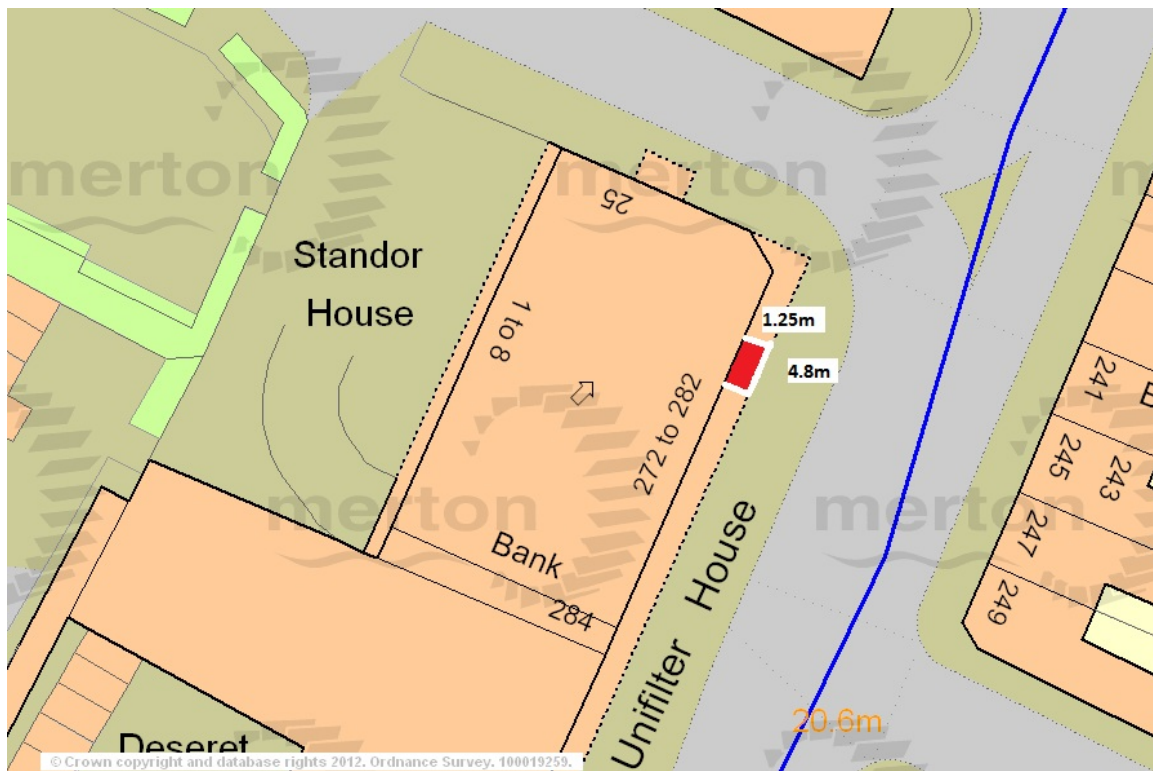 merton
merton
merton
Standor
House
25
1 to 8
1.25m
4.8m
272 to 282
241
243
245
247
249
merton
merton
Bank
284
Unifilter House
20.6m
Deseret
© Crown copyright and database rights 2012. Ordnance Survey. 100019259.